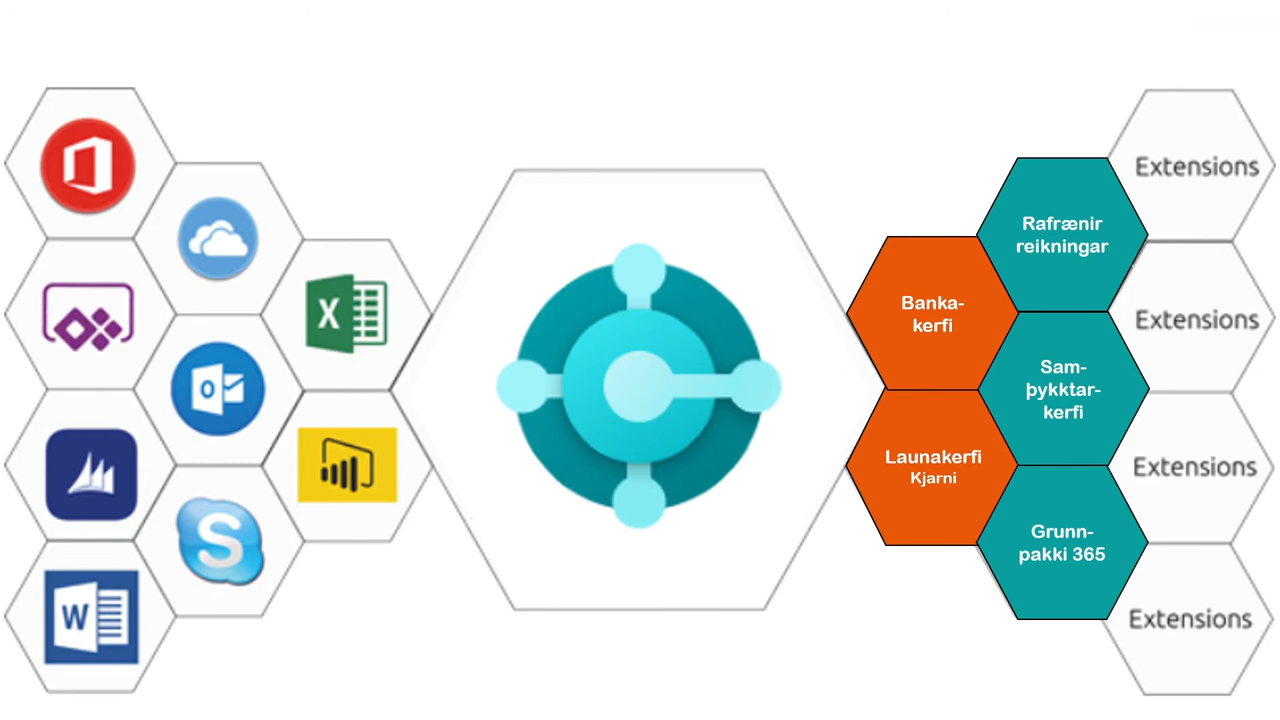 Extensions
Rafrænir
reikningar
Banka-
kerfi
Extensions
Sam-
þykktar-
kerfi
Launakerfi
Kjarni
Extensions
Grunn-
pakki 365
Extensions
X
O
S
W